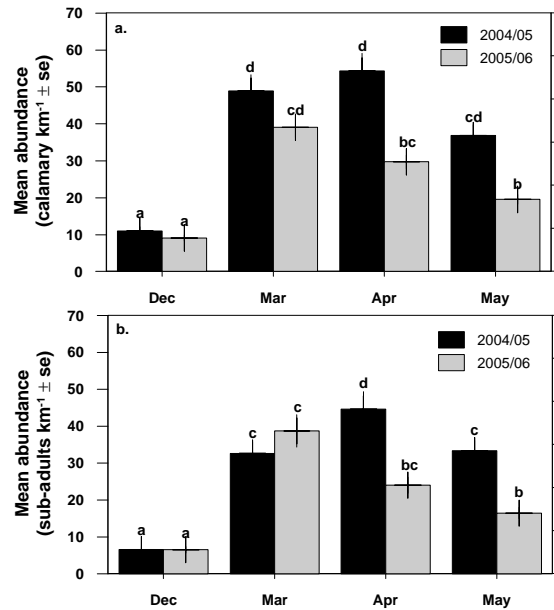 a.
2004/05
2005/06
Mean abundance
(calamary km⁻¹ ± se)
70
60
50
40
30
20
10
0
a a d cd d bc cd b
Dec Mar Apr May
b.
2004/05
2005/06
Mean abundance
(sub-adults km⁻¹ ± se)
70
60
50
40
30
20
10
0
a a c c d bc c b
Dec Mar Apr May